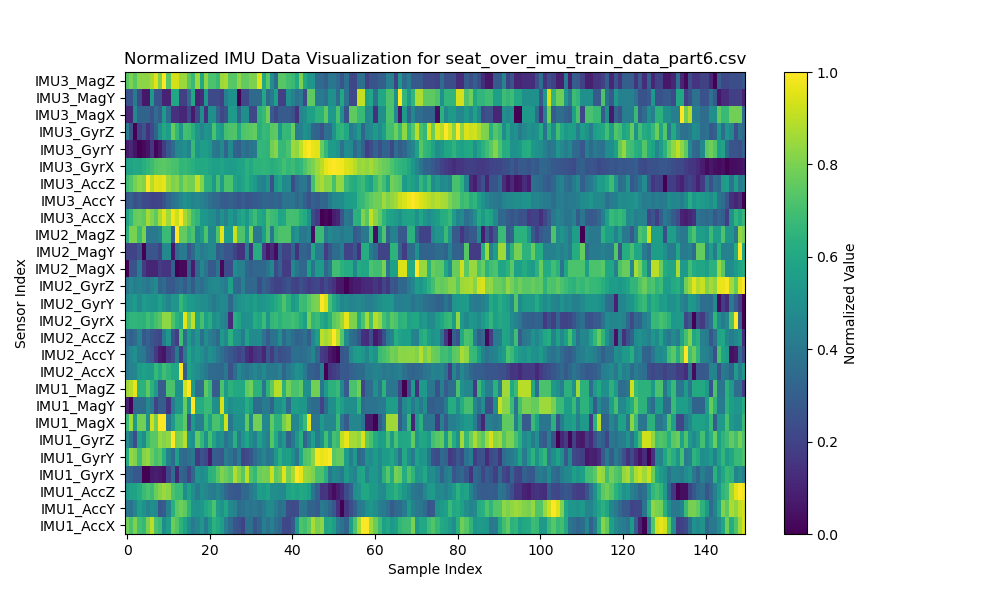 Normalized IMU Data Visualization for seat_over_imu_train_data_part6.csv
IMU3_MagZ
IMU3_MagY
IMU3_MagX
IMU3_GyrZ
IMU3_GyrY
IMU3_GyrX
IMU3_AccZ
IMU3_AccY
IMU3_AccX
IMU2_MagZ
IMU2_MagY
IMU2_MagX
IMU2_GyrZ
IMU2_GyrY
IMU2_GyrX
IMU2_AccZ
IMU2_AccY
IMU2_AccX
IMU1_MagZ
IMU1_MagY
IMU1_MagX
IMU1_GyrZ
IMU1_GyrY
IMU1_GyrX
IMU1_AccZ
IMU1_AccY
IMU1_AccX
Sensor Index
0 20 40 60 80 100 120 140
Sample Index
1.0
0.8
0.6
0.4
0.2
0.0
Normalized Value